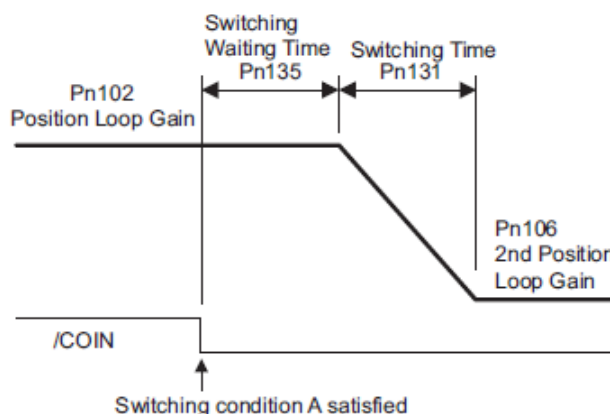 Switching
Waiting Time
Pn135
Switching Time
Pn131
Pn102
Position Loop Gain
Pn106
2nd Position
Loop Gain
/COIN
Switching condition A satisfied